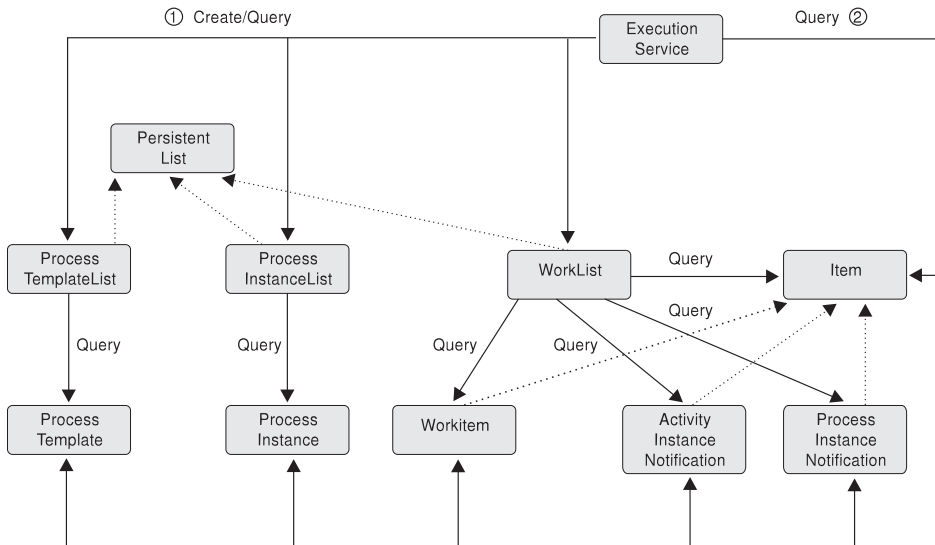 ① Create/Query
Query ②
Execution
Service
Persistent
List
Process
TemplateList
Process
InstanceList
WorkList
Query
Item
Query
Query
Query
Query
Query
Process
Template
Process
Instance
Workitem
Activity
Instance
Notification
Process
Instance
Notification